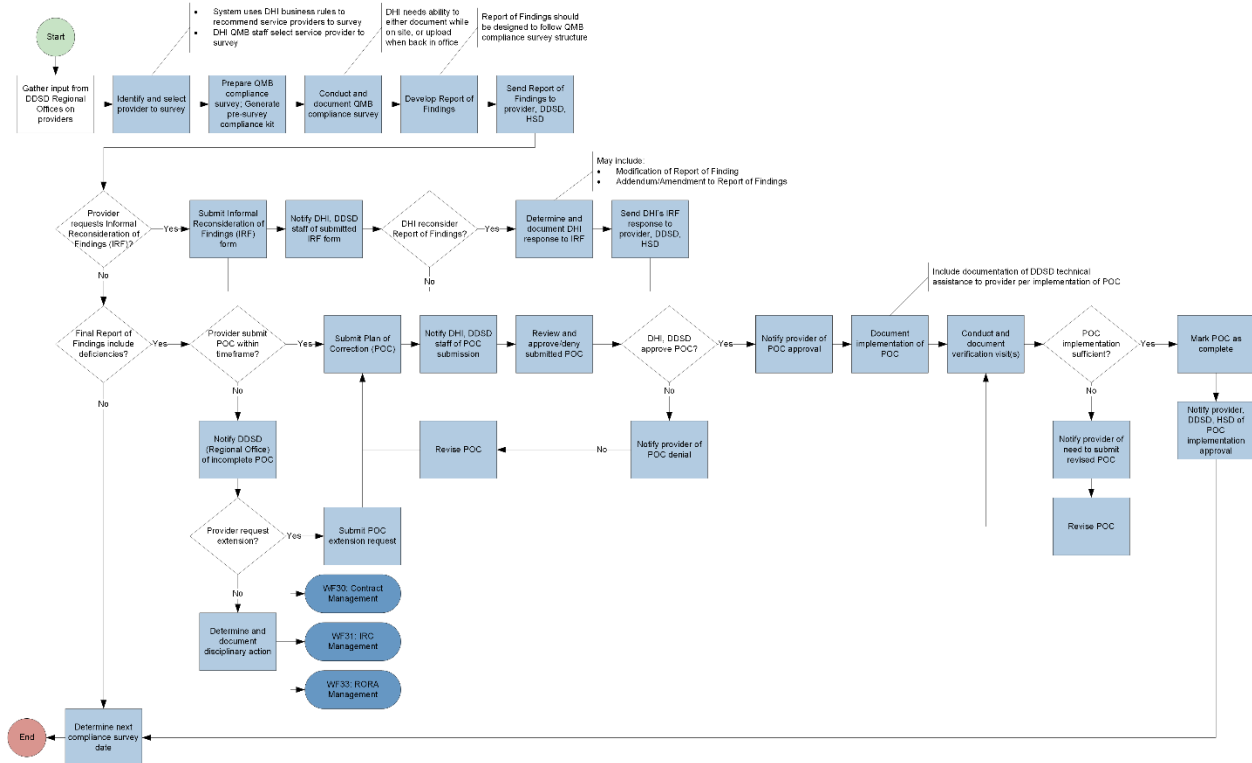 • System uses DHI business rules to
recommend service providers to survey
• DHI QMB staff select service provider to
survey
DHI needs ability to
either document while
on site, or upload
when back in office
Report of Findings should
be designed to follow QMB
compliance survey structure
Start
Gather input from
DDSD Regional
Offices on
providers
Identify and select
provider to survey
Prepare QMB
compliance
survey; Generate
pre-survey
compliance kit
Conduct and
document QMB
compliance survey
Develop Report of
Findings
Send Report of
Findings to
provider, DDSD,
HSD
May include:
• Modification of Report of Finding
• Addendum/Amendment to Report of Findings
Provider
requests Informal
Reconsideration of
Findings (IRF)?
Yes
Submit Informal
Reconsideration of
Findings (IRF)
form
Notify DHI, DDSD
staff of submitted
IRF form
DHI reconsider
Report of Findings?
Yes
Determine and
document DHI
response to IRF
Send DHI's IRF
response to
provider, DDSD,
HSD
No
No
Include documentation of DDSD technical
assistance to provider per implementation of POC
Final Report of
Findings include
deficiencies?
Yes
Provider submit
POC within
timeframe?
Yes
Submit Plan of
Correction (POC)
Notify DHI, DDSD
staff of POC
submission
Review and
approve/deny
submitted POC
DHI, DDSD
approve POC?
Yes
Notify provider
of POC approval
Document
implementation of
POC
Conduct and
document
verification visit(s)
POC
implementation
sufficient?
Yes
Mark POC as
complete
No
No
No
No
Notify DDSD
(Regional Office)
of incomplete POC
Revise POC
No
Notify provider of
POC denial
Notify provider of
need to submit
revised POC
Notify provider,
DDSD, HSD of
POC
implementation
approval
Provider request
extension?
Yes
Submit POC
extension request
Revise POC
No
WF30: Contract
Management
Determine and
document
disciplinary action
WF31: IRC
Management
WF33: RORA
Management
End
Determine next
compliance survey
date